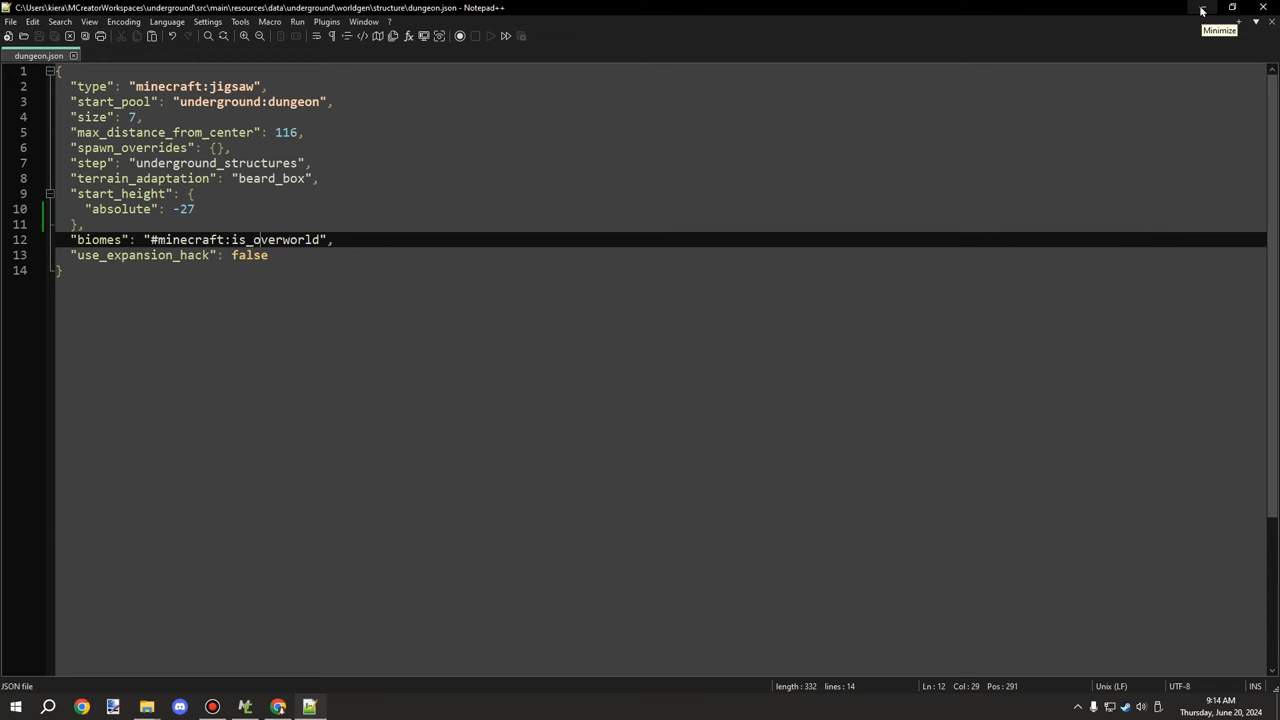 C:\Users\kiera\MCreatorWorkspaces\underground\src\main\resources\data\underground\worldgen\structure\dungeon.json - Notepad++
Minimize
File Edit Search View Encoding Language Settings Tools Macro Run Plugins Window ?
dungeon.json
1 {
2 "type": "minecraft:jigsaw",
3 "start_pool": "underground:dungeon",
4 "size": 7,
5 "max_distance_from_center": 116,
6 "spawn_overrides": {},
7 "step": "underground_structures",
8 "terrain_adaptation": "beard_box",
9 "start_height": {
10 "absolute": -27
11 },
12 "biomes": "#minecraft:is_overworld",
13 "use_expansion_hack": false
14 }
JSON file length : 332 lines : 14 Ln : 12 Col : 29 Pos : 291 Unix (LF) UTF-8 INS
9:14 AM
Thursday, June 20, 2024